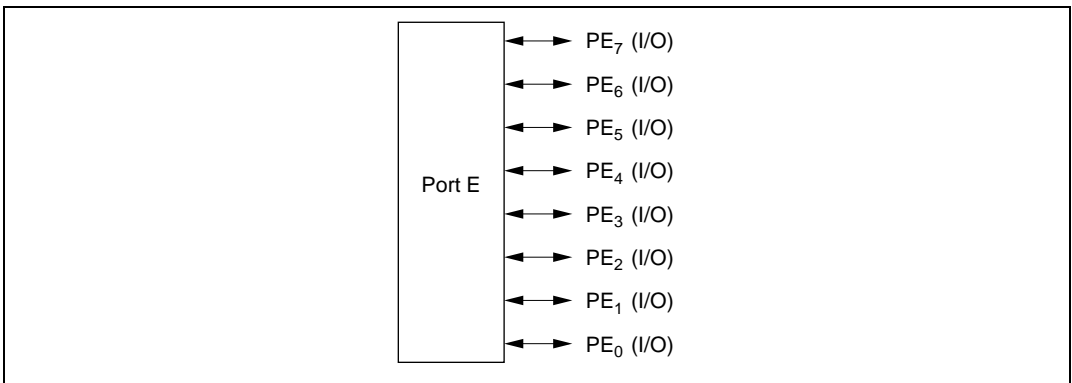 PE7 (I/O)
PE6 (I/O)
PE5 (I/O)
PE4 (I/O)
Port E
PE3 (I/O)
PE2 (I/O)
PE1 (I/O)
PE0 (I/O)